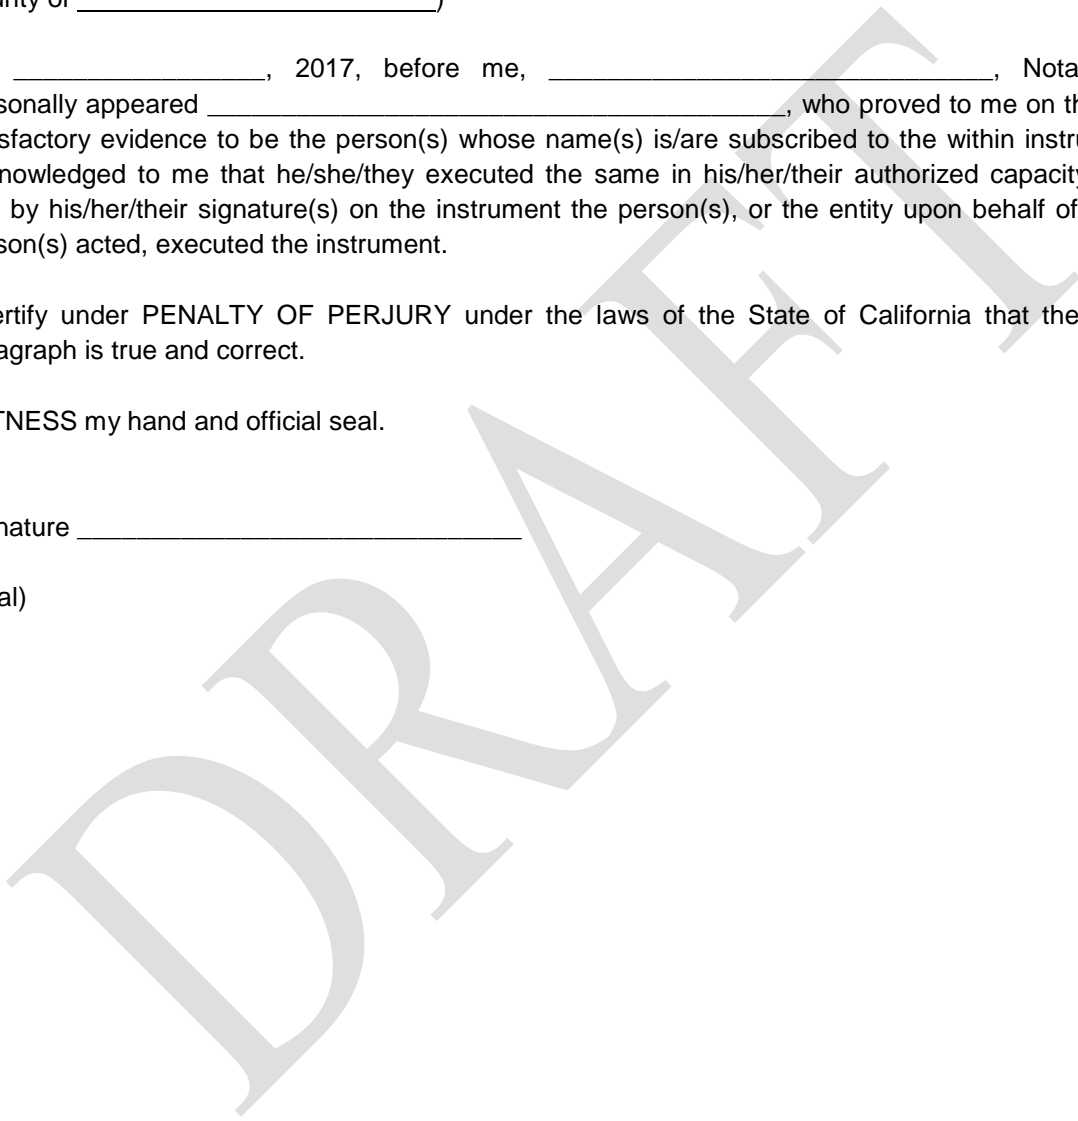 unty of ________________________)
_________________, 2017, before me, ______________________________, Nota
sonally appeared _______________________________________, who proved to me on th
sfactory evidence to be the person(s) whose name(s) is/are subscribed to the within instru
nowledged to me that he/she/they executed the same in his/her/their authorized capacity
by his/her/their signature(s) on the instrument the person(s), or the entity upon behalf of
son(s) acted, executed the instrument.
ertify under PENALTY OF PERJURY under the laws of the State of California that the
agraph is true and correct.
TNESS my hand and official seal.
nature ______________________________
al)
DRAFT